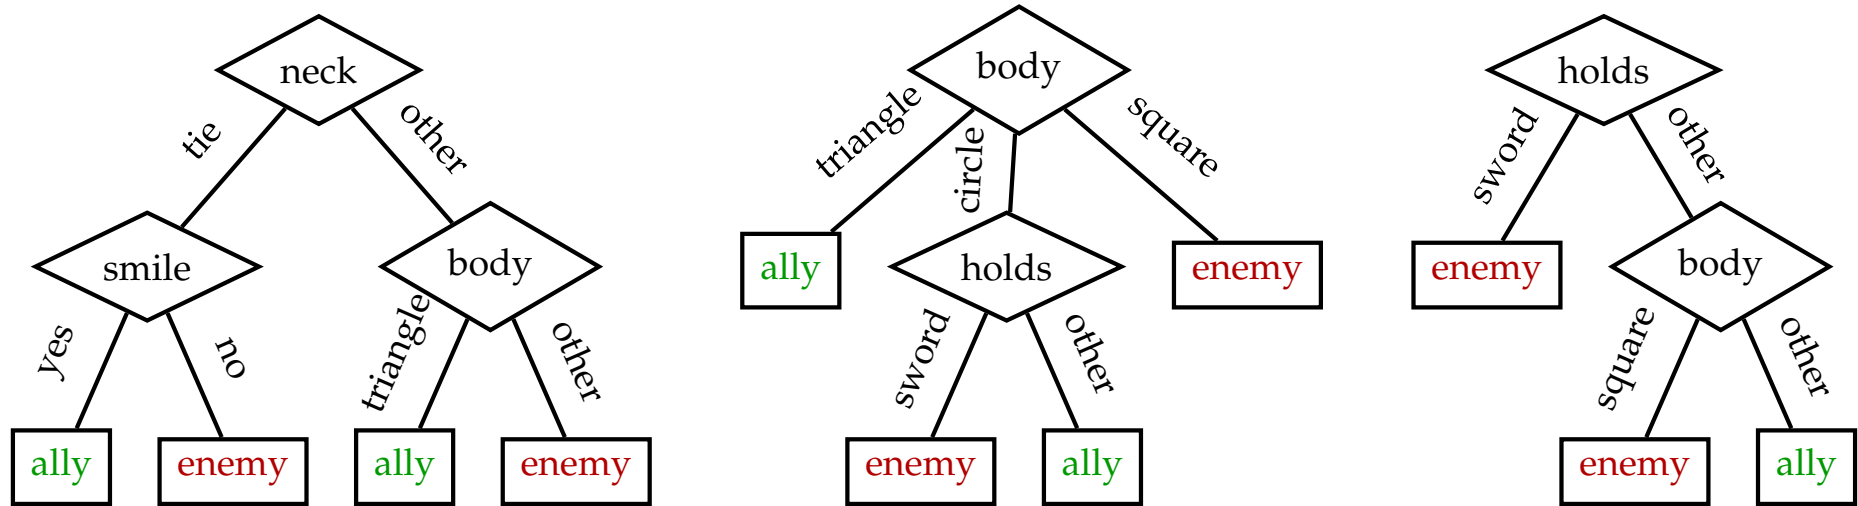 neck
tie
other
smile
body
yes
no
triangle
other
ally
enemy
ally
enemy
body
triangle
circle
square
ally
holds
enemy
sword
other
enemy
ally
holds
sword
other
enemy
body
square
other
enemy
ally